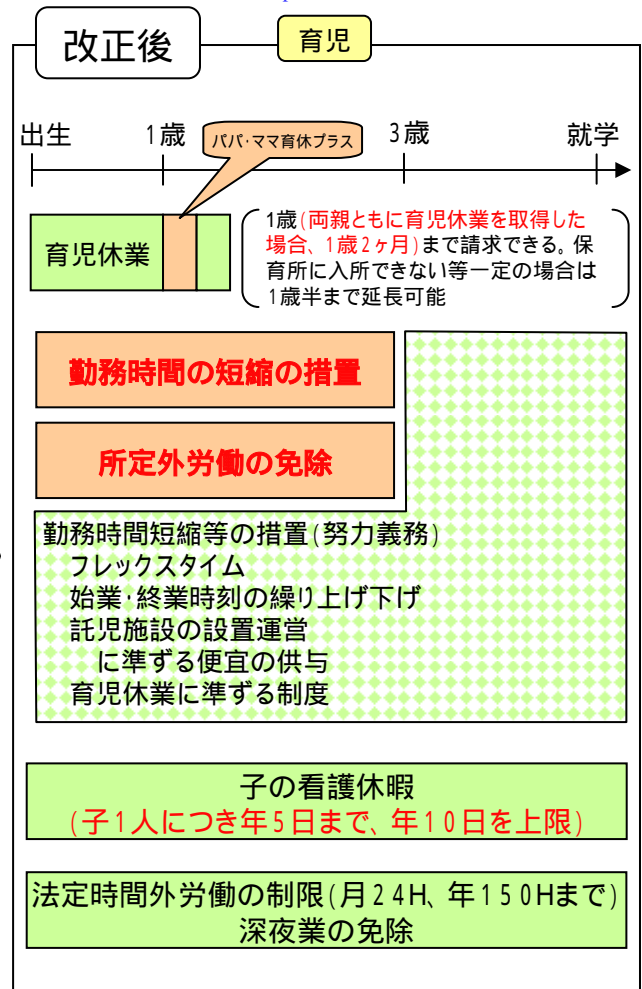 改正後
育児
出生
1歳
パパ・ママ育休プラス
3歳
就学
育児休業
1歳(両親ともに育児休業を取得した
場合、1歳2ヶ月)まで請求できる。保
育所に入所できない等一定の場合は
1歳半まで延長可能
勤務時間の短縮の措置
所定外労働の免除
勤務時間短縮等の措置(努力義務)
フレックスタイム
始業・終業時刻の繰り上げ下げ
託児施設の設置運営
に準ずる便宜の供与
育児休業に準ずる制度
子の看護休暇
(子1人につき年5日まで、年10日を上限)
法定時間外労働の制限(月24H、年150Hまで)
深夜業の免除